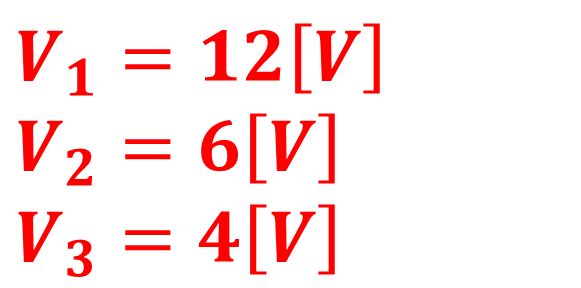 V₁ = 12[V]
V₂ = 6[V]
V₃ = 4[V]